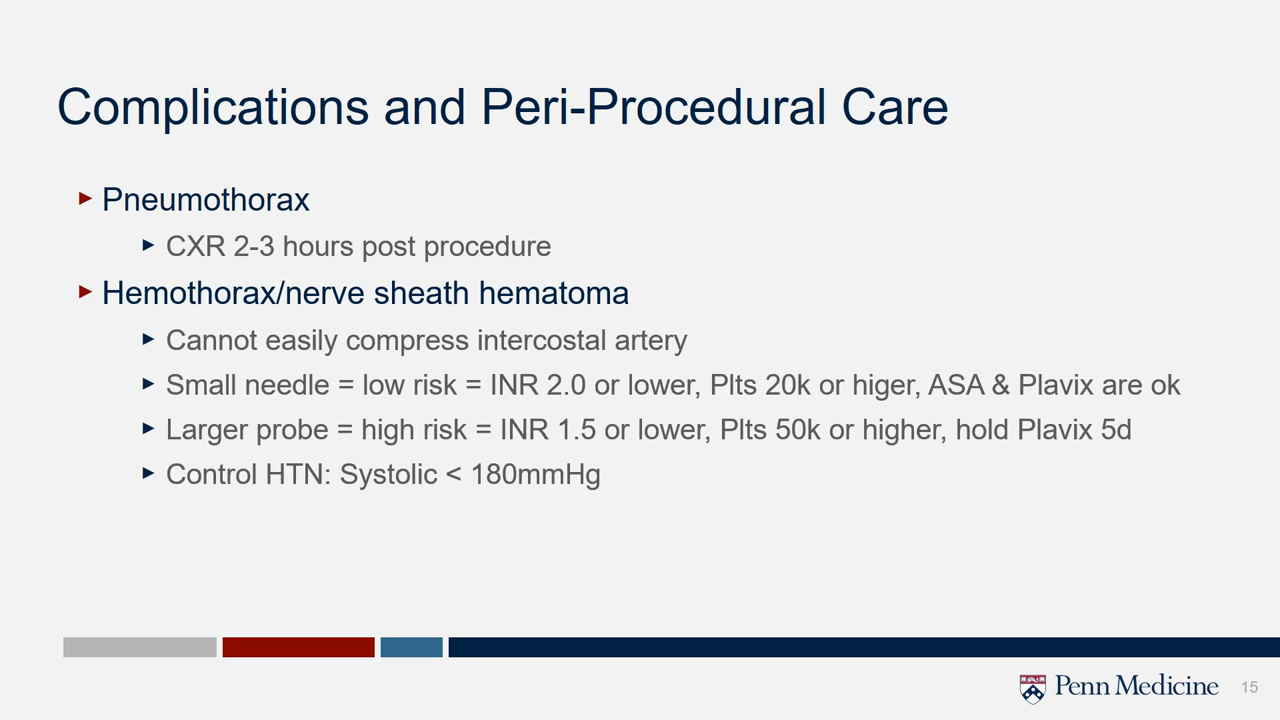 Complications and Peri-Procedural Care
Pneumothorax
CXR 2-3 hours post procedure
Hemothorax/nerve sheath hematoma
Cannot easily compress intercostal artery
Small needle = low risk = INR 2.0 or lower, Plts 20k or higer, ASA & Plavix are ok
Larger probe = high risk = INR 1.5 or lower, Plts 50k or higher, hold Plavix 5d
Control HTN: Systolic < 180mmHg
Penn Medicine
15